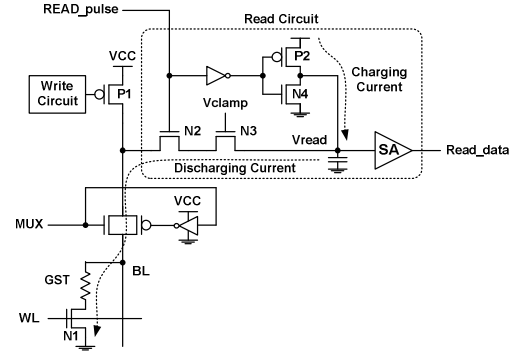 READ_pulse
Read Circuit
VCC
P2
Charging
Current
Write
Circuit
P1
N4
Vclamp
N2
N3
Vread
SA
Read_data
Discharging Current
VCC
MUX
BL
GST
WL
N1